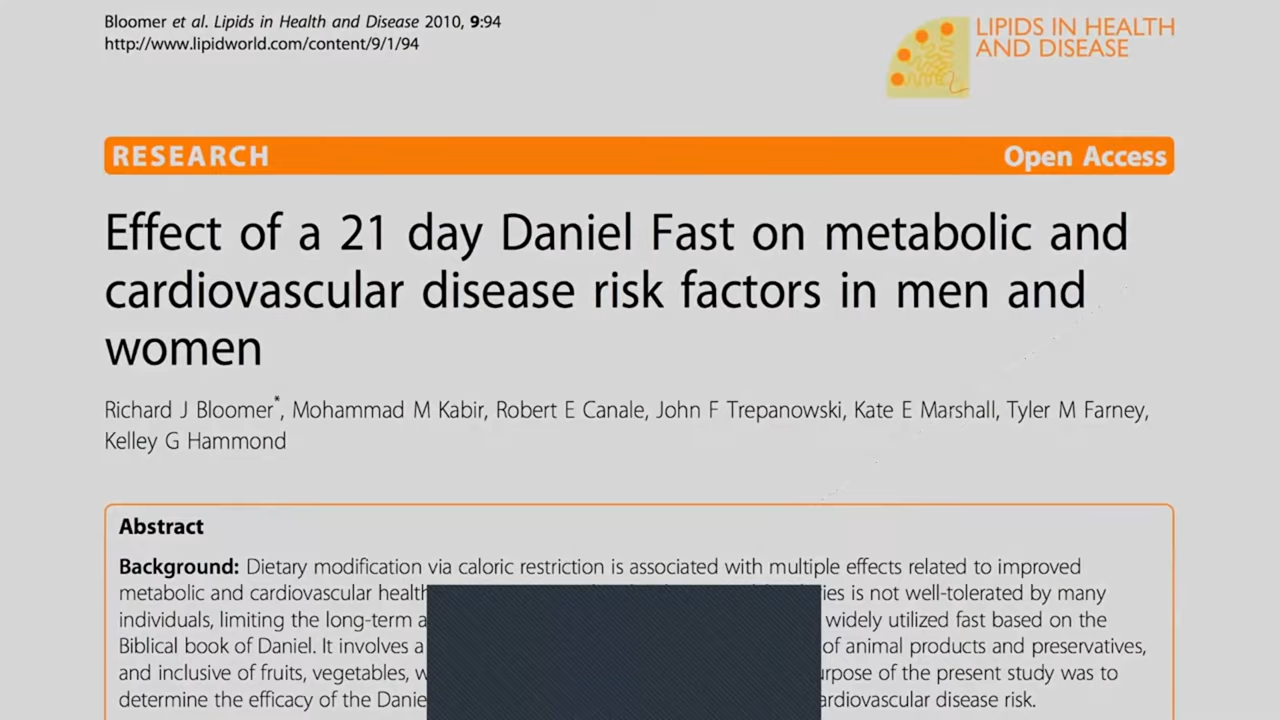 Bloomer et al. Lipids in Health and Disease 2010, 9:94
http://www.lipidworld.com/content/9/1/94
LIPIDS IN HEALTH
AND DISEASE
RESEARCH Open Access
Effect of a 21 day Daniel Fast on metabolic and
cardiovascular disease risk factors in men and
women
Richard J Bloomer*, Mohammad M Kabir, Robert E Canale, John F Trepanowski, Kate E Marshall, Tyler M Farney,
Kelley G Hammond
Abstract
Background: Dietary modification via caloric restriction is associated with multiple effects related to improved
metabolic and cardiovascular health is not well-tolerated by many
individuals, limiting the long-term widely utilized fast based on the
Biblical book of Daniel. It involves a of animal products and preservatives,
and inclusive of fruits, vegetables, of the present study was to
determine the efficacy of the disease risk.